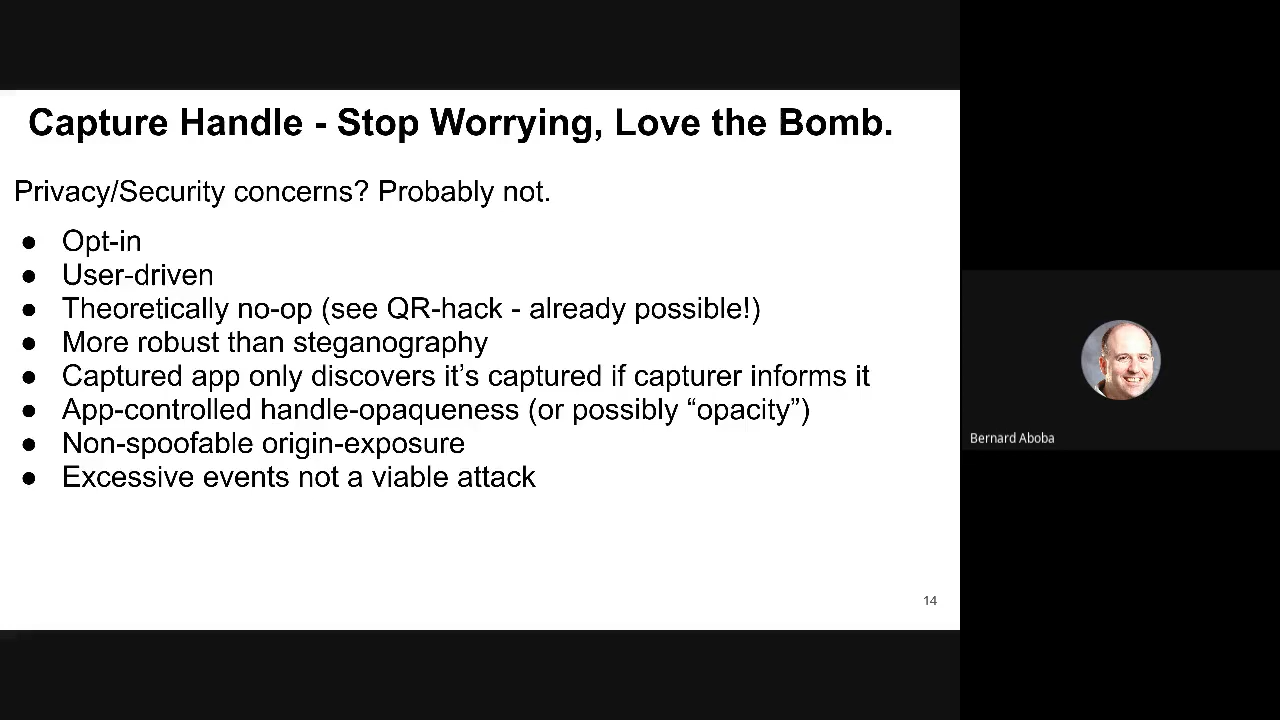 Capture Handle - Stop Worrying, Love the Bomb.
Privacy/Security concerns? Probably not.
● Opt-in
● User-driven
● Theoretically no-op (see QR-hack - already possible!)
● More robust than steganography
● Captured app only discovers it’s captured if capturer informs it
● App-controlled handle-opaqueness (or possibly “opacity”)
● Non-spoofable origin-exposure
● Excessive events not a viable attack
14
Bernard Aboba